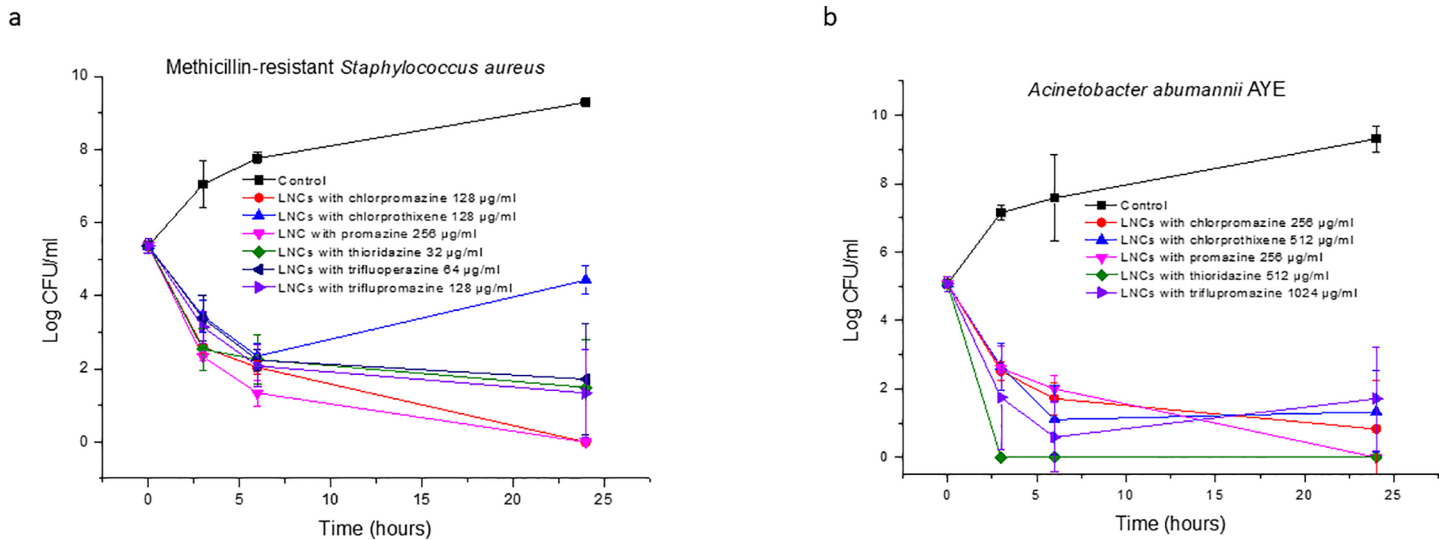 a
Methicillin-resistant Staphylococcus aureus
10
8
6
4
2
0
Log CFU/ml
Control
LNCs with chlorpromazine 128 µg/ml
LNCs with chlorprothixene 128 µg/ml
LNC with promazine 256 µg/ml
LNCs with thioridazine 32 µg/ml
LNCs with trifluoperazine 64 µg/ml
LNCs with triflupromazine 128 µg/ml
0 5 10 15 20 25
Time (hours)
b
Acinetobacter abumannii AYE
10
8
6
4
2
0
Log CFU/ml
Control
LNCs with chlorpromazine 256 µg/ml
LNCs with chlorprothixene 512 µg/ml
LNCs with promazine 256 µg/ml
LNCs with thioridazine 512 µg/ml
LNCs with triflupromazine 1024 µg/ml
0 5 10 15 20 25
Time (hours)